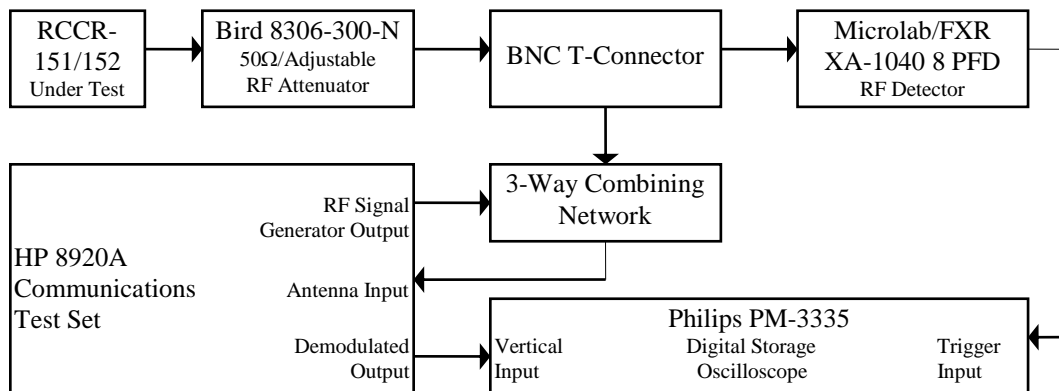 RCCR-
151/152
Under Test
Bird 8306-300-N
50Ω/Adjustable
RF Attenuator
BNC T-Connector
Microlab/FXR
XA-1040 8 PFD
RF Detector
3-Way Combining
Network
RF Signal
Generator Output
HP 8920A
Communications
Test Set
Antenna Input
Demodulated
Output
Philips PM-3335
Vertical
Input
Digital Storage
Oscilloscope
Trigger
Input